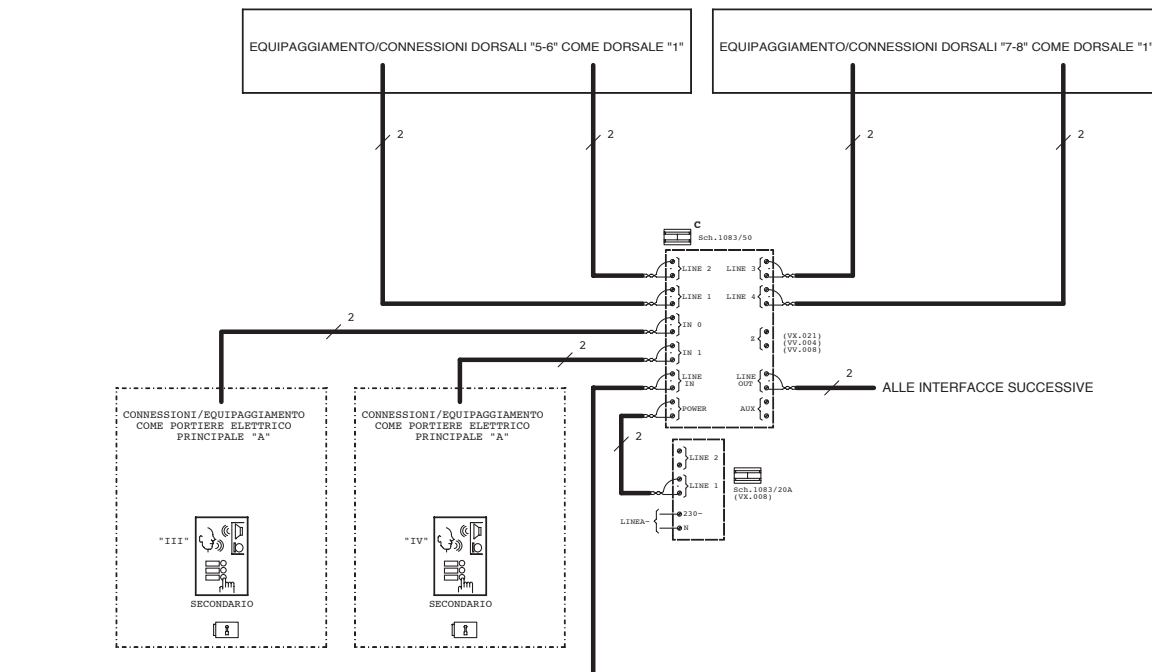 EQUIPAGGIAMENTO/CONNESSIONI DORSALI "5-6" COME DORSALE "1"
EQUIPAGGIAMENTO/CONNESSIONI DORSALI "7-8" COME DORSALE "1"
2
2
2
2
C
Sch.1083/50
LINE 2
LINE 3
LINE 1
LINE 4
IN 0
2
Z
(VX.021)
(VV.004)
(VV.008)
IN 1
2
LINE
IN
LINE
OUT
2
ALLE INTERFACCE SUCCESSIVE
POWER
AUX
2
CONNESSIONI/EQUIPAGGIAMENTO
COME PORTIERE ELETTRICO
PRINCIPALE "A"
CONNESSIONI/EQUIPAGGIAMENTO
COME PORTIERE ELETTRICO
PRINCIPALE "A"
LINE 2
LINE 1
Sch.1083/20A
(VX.008)
LINEA~
230~
N
"III"
SECONDARIO
"IV"
SECONDARIO